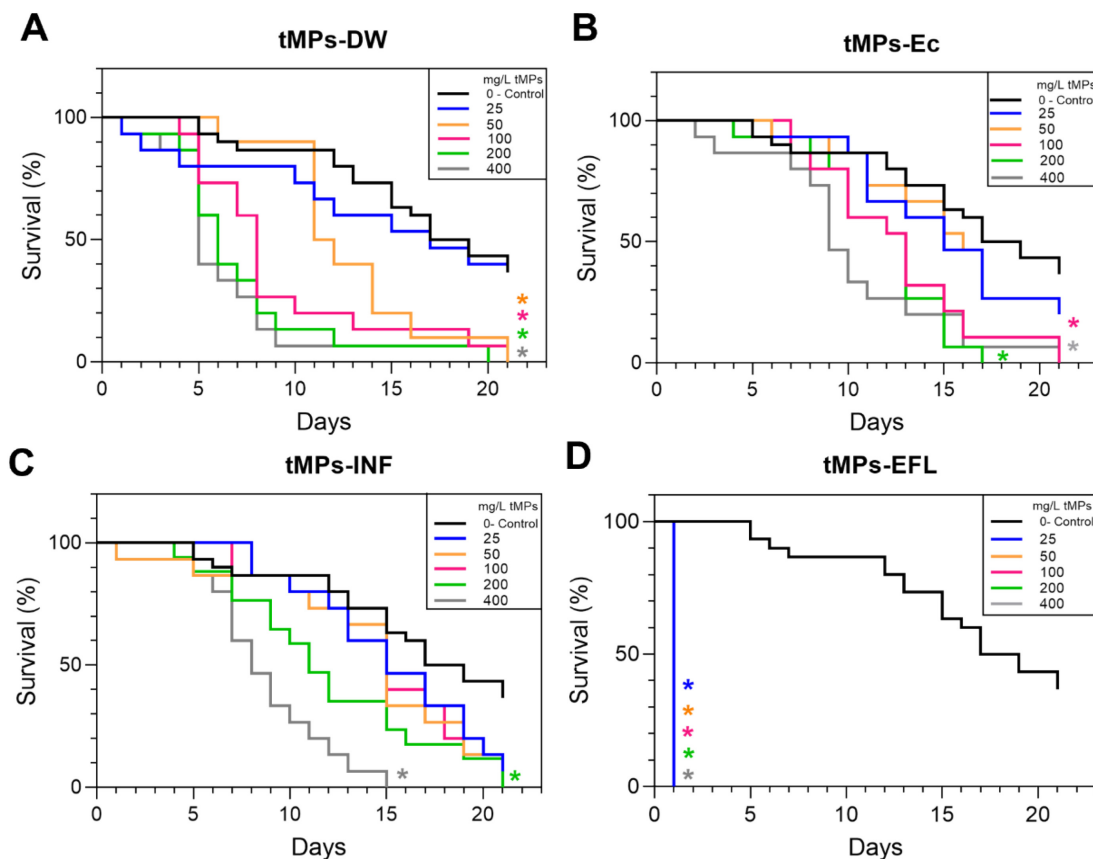 A
tMPs-DW
mg/L tMPs
0 - Control
25
50
100
200
400
100
50
0
Survival (%)
0 5 10 15 20
Days
*
*
*
*
B
tMPs-Ec
mg/L tMPs
0 - Control
25
50
100
200
400
100
50
0
Survival (%)
0 5 10 15 20
Days
*
*
*
C
tMPs-INF
mg/L tMPs
0- Control
25
50
100
200
400
100
50
0
Survival (%)
0 5 10 15 20
Days
* *
D
tMPs-EFL
mg/L tMPs
0- Control
25
50
100
200
400
100
50
0
Survival (%)
0 5 10 15 20
Days
*
*
*
*
*